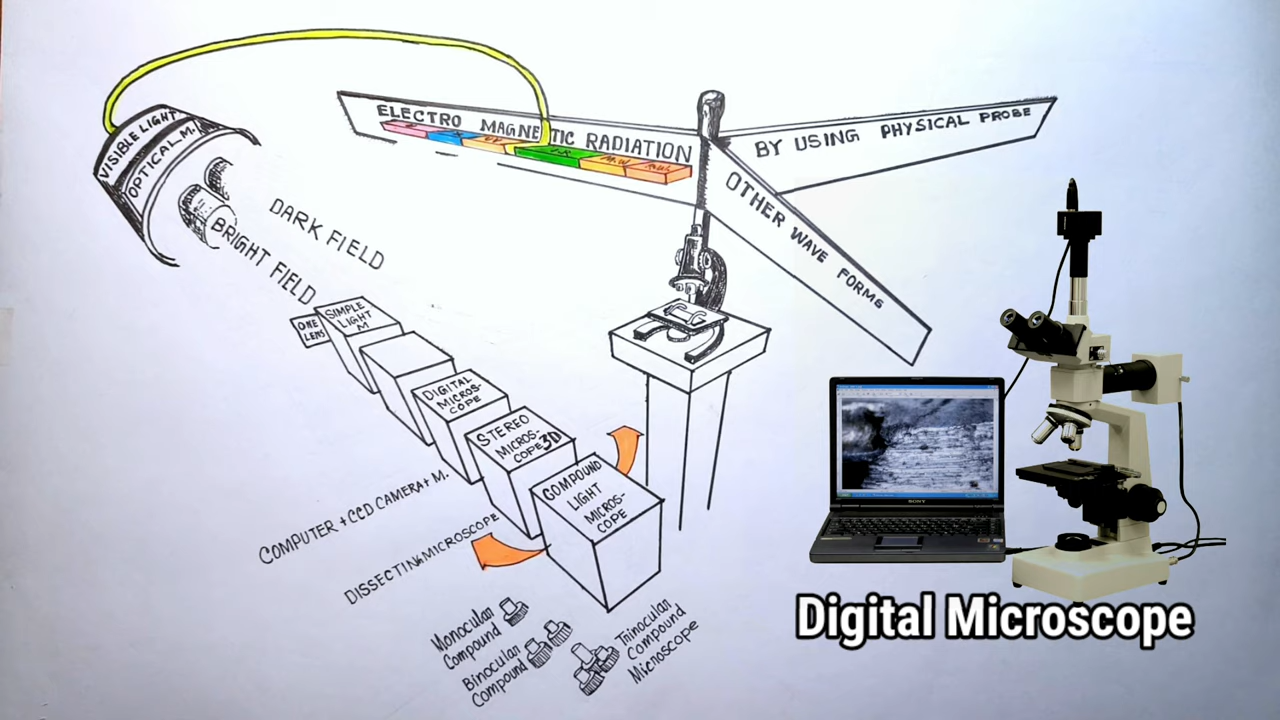 ELECTRO MAGNETIC RADIATION
BY USING PHYSICAL PROBE
OTHER WAVE FORMS
VISIBLE LIGHT
OPTICAL M.
DARK FIELD
BRIGHT FIELD
ONE
LENS
SIMPLE
LIGHT
M
DIGITAL
MICROS-
COPE
STEREO
MICROS-
COPE 3D
COMPOUND
LIGHT
MICROS-
COPE
COMPUTER + CCD CAMERA + M.
DISSECTING MICROSCOPE
Monocular
Compound
Binocular
Compound
Trinocular
Compound
Microscope
SONY
Digital Microscope